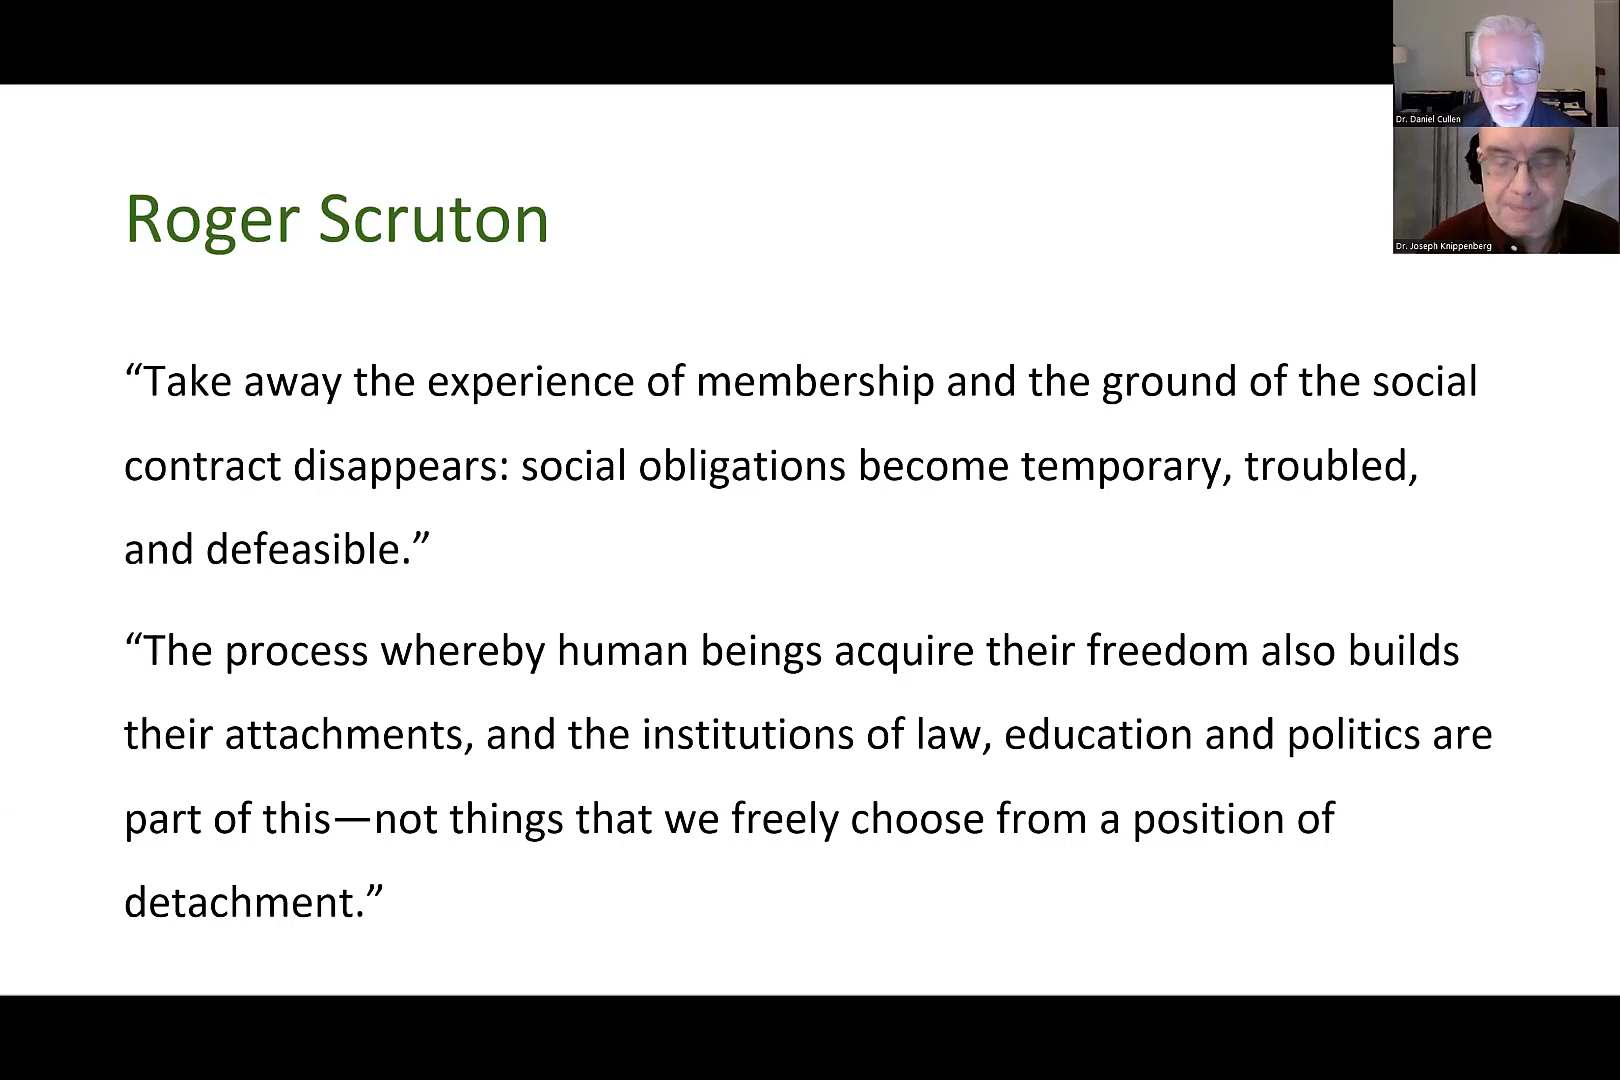 Dr. Daniel Cullen
Dr. Joseph Knippenberg
Roger Scruton
“Take away the experience of membership and the ground of the social
contract disappears: social obligations become temporary, troubled,
and defeasible.”
“The process whereby human beings acquire their freedom also builds
their attachments, and the institutions of law, education and politics are
part of this—not things that we freely choose from a position of
detachment.”